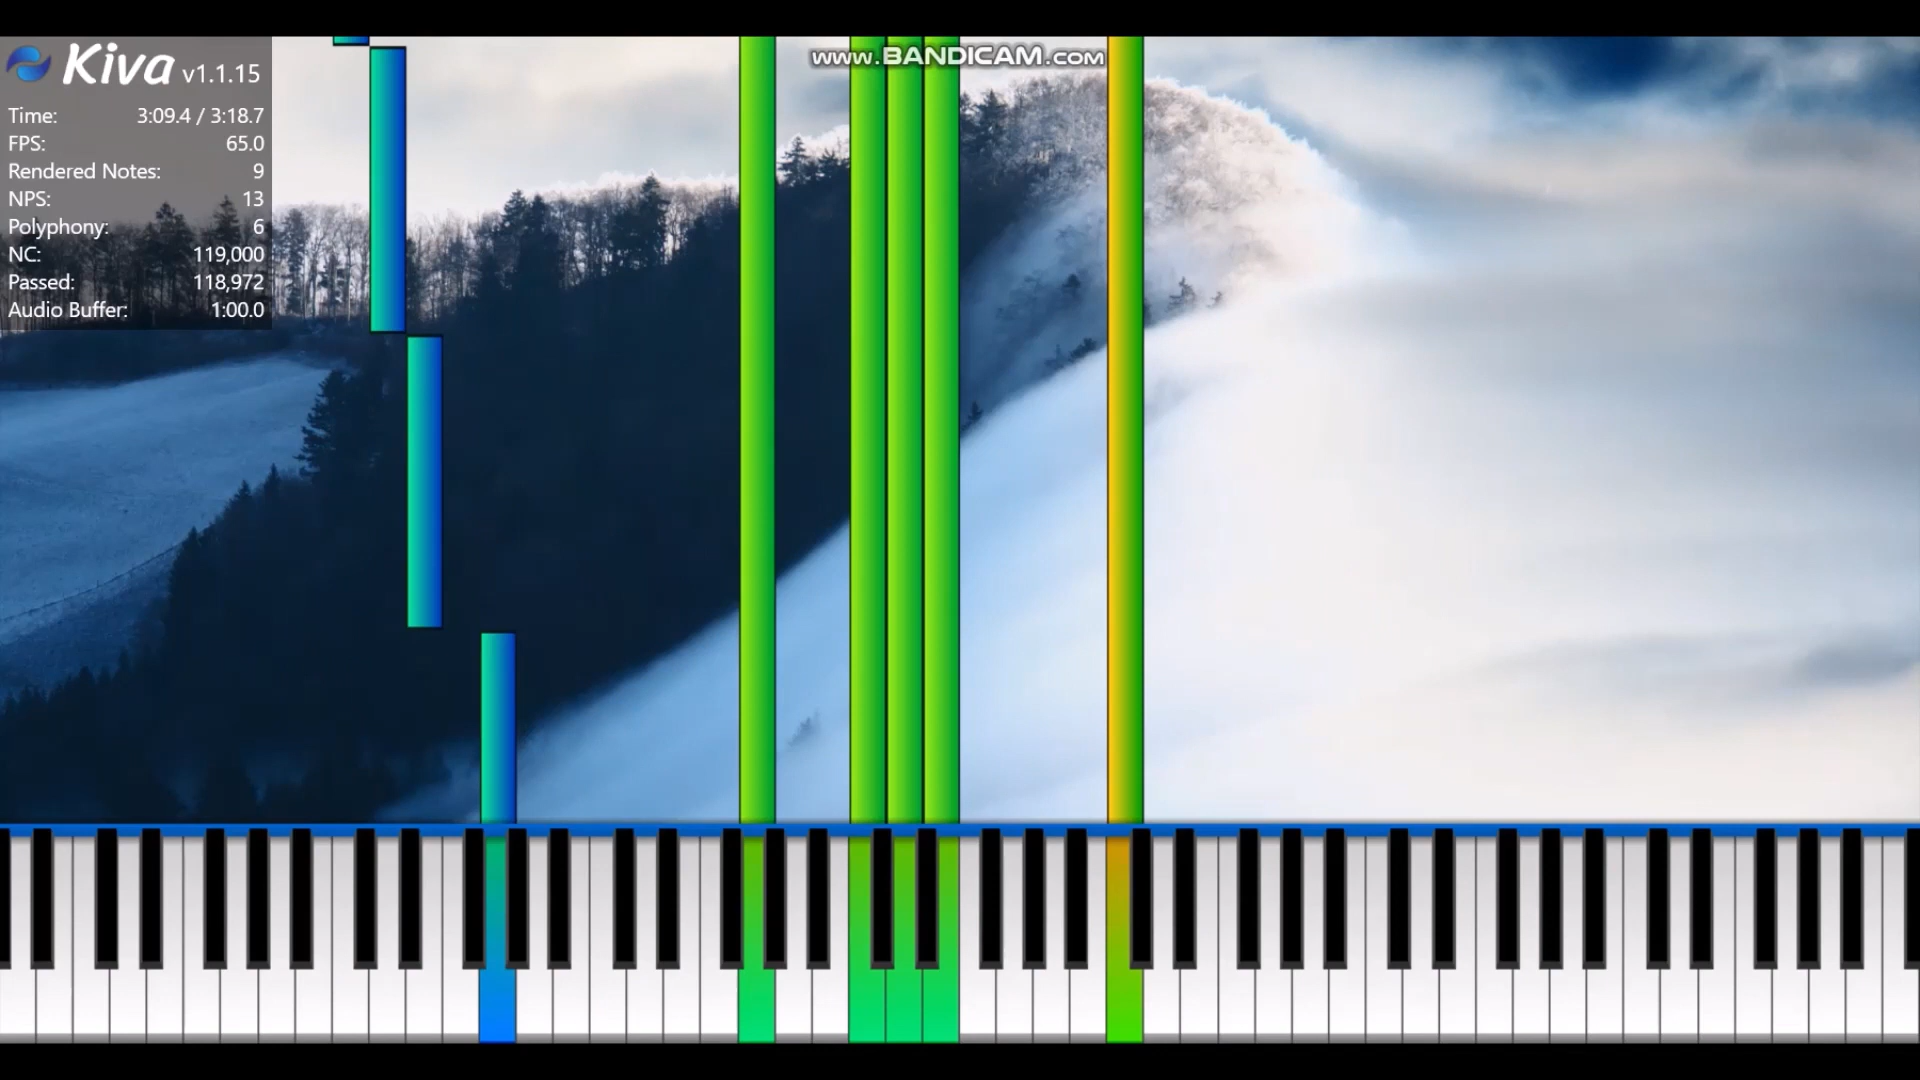 Kiva v1.1.15
www.BANDICAM.com
Time: 3:09.4 / 3:18.7
FPS: 65.0
Rendered Notes: 9
NPS: 13
Polyphony: 6
NC: 119,000
Passed: 118,972
Audio Buffer: 1:00.0